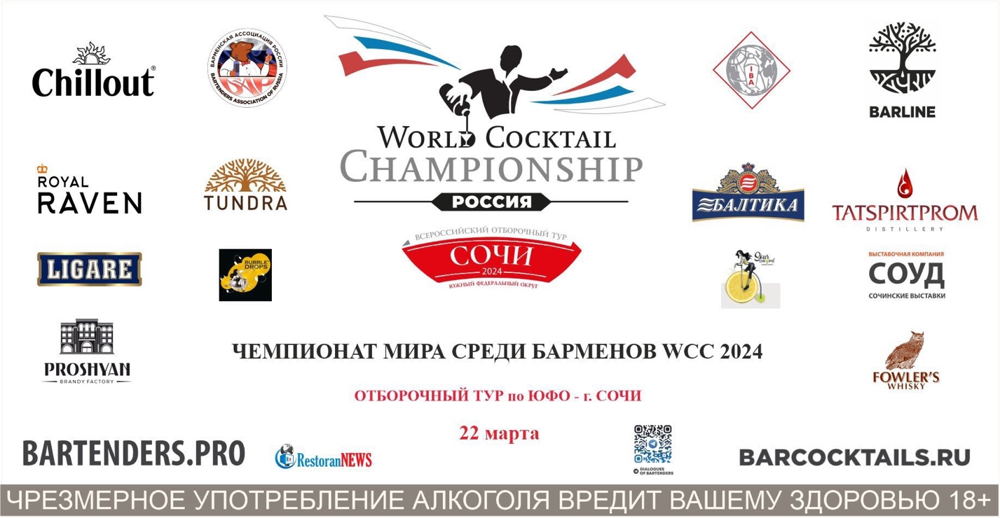 Chillout®
БАРМЕНСКАЯ АССОЦИАЦИЯ РОССИИ
БАР
BARTENDERS ASSOCIATION OF RUSSIA
WORLD COCKTAIL
CHAMPIONSHIP
РОССИЯ
IBA
BARLINE
ROYAL
RAVEN
TUNDRA
БАЛТИКА
TATSPIRTPROM
DISTILLERY
ВСЕРОССИЙСКИЙ ОТБОРОЧНЫЙ ТУР
СОЧИ
2024
ЮЖНЫЙ ФЕДЕРАЛЬНЫЙ ОКРУГ
LIGARE
BUBBLE
DROPS
Sour
DROPS
ВЫСТАВОЧНАЯ КОМПАНИЯ
СОУД
СОЧИНСКИЕ ВЫСТАВКИ
PROSHYAN
BRANDY FACTORY
ЧЕМПИОНАТ МИРА СРЕДИ БАРМЕНОВ WCC 2024
FOWLER'S
WHISKY
ОТБОРОЧНЫЙ ТУР по ЮФО - г. СОЧИ
22 марта
BARTENDERS.PRO
RestoranNEWS
DIALOGUES
OF BARTENDERS
BARCOCKTAILS.RU
ЧРЕЗМЕРНОЕ УПОТРЕБЛЕНИЕ АЛКОГОЛЯ ВРЕДИТ ВАШЕМУ ЗДОРОВЬЮ 18+